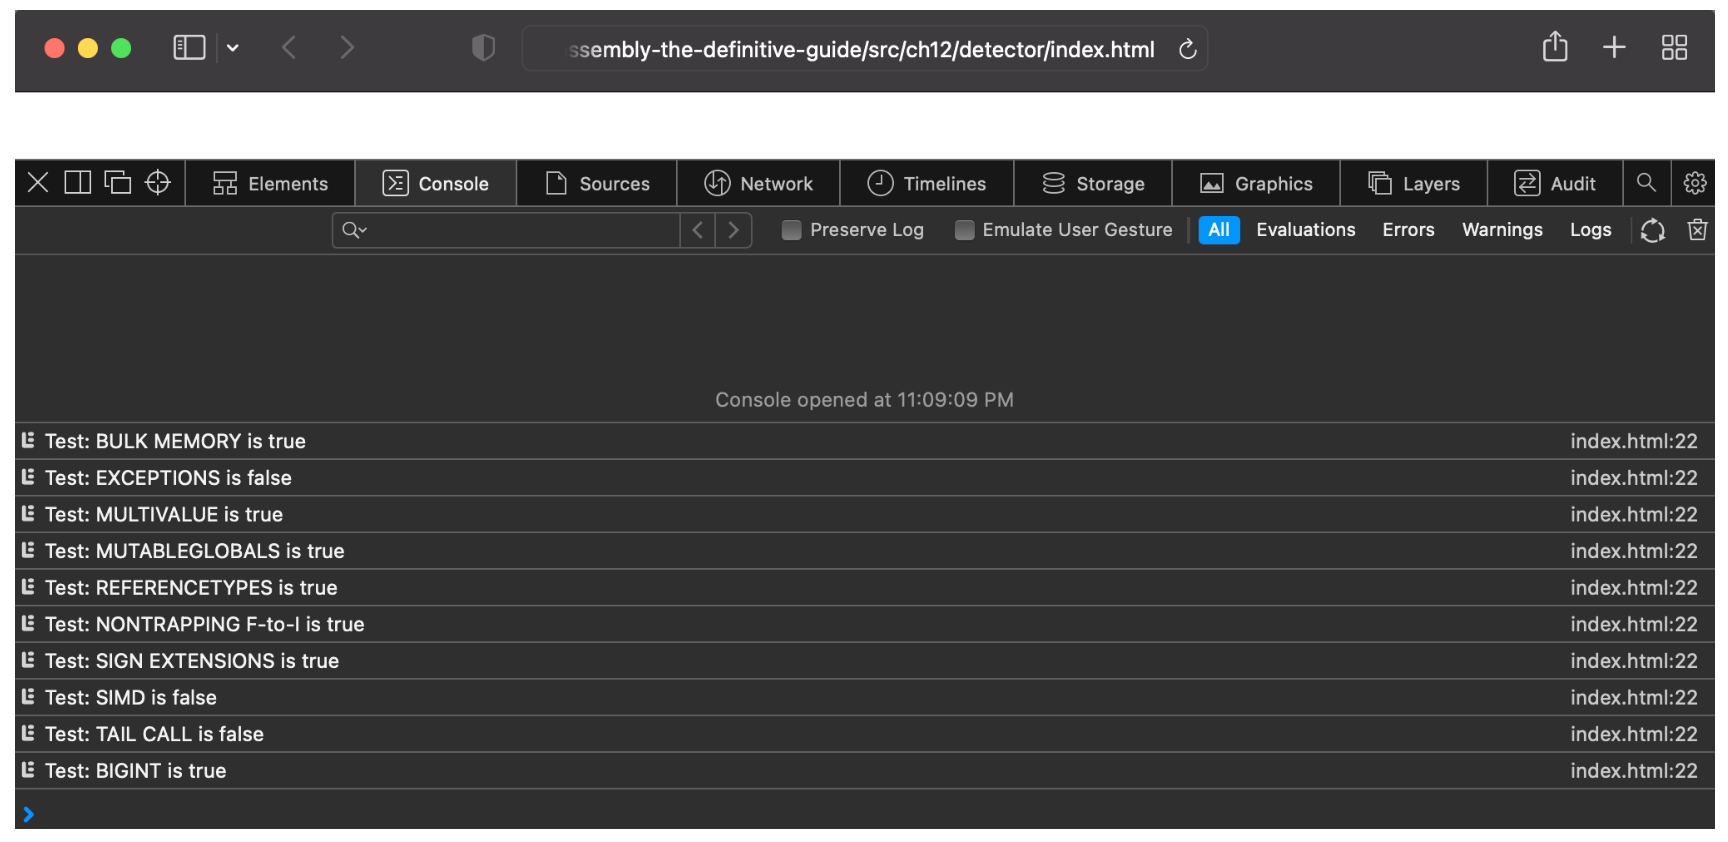 ssembly-the-definitive-guide/src/ch12/detector/index.html
Elements Console Sources Network Timelines Storage Graphics Layers Audit
Preserve Log Emulate User Gesture All Evaluations Errors Warnings Logs
Console opened at 11:09:09 PM
Test: BULK MEMORY is true index.html:22
Test: EXCEPTIONS is false index.html:22
Test: MULTIVALUE is true index.html:22
Test: MUTABLEGLOBALS is true index.html:22
Test: REFERENCETYPES is true index.html:22
Test: NONTRAPPING F-to-I is true index.html:22
Test: SIGN EXTENSIONS is true index.html:22
Test: SIMD is false index.html:22
Test: TAIL CALL is false index.html:22
Test: BIGINT is true index.html:22